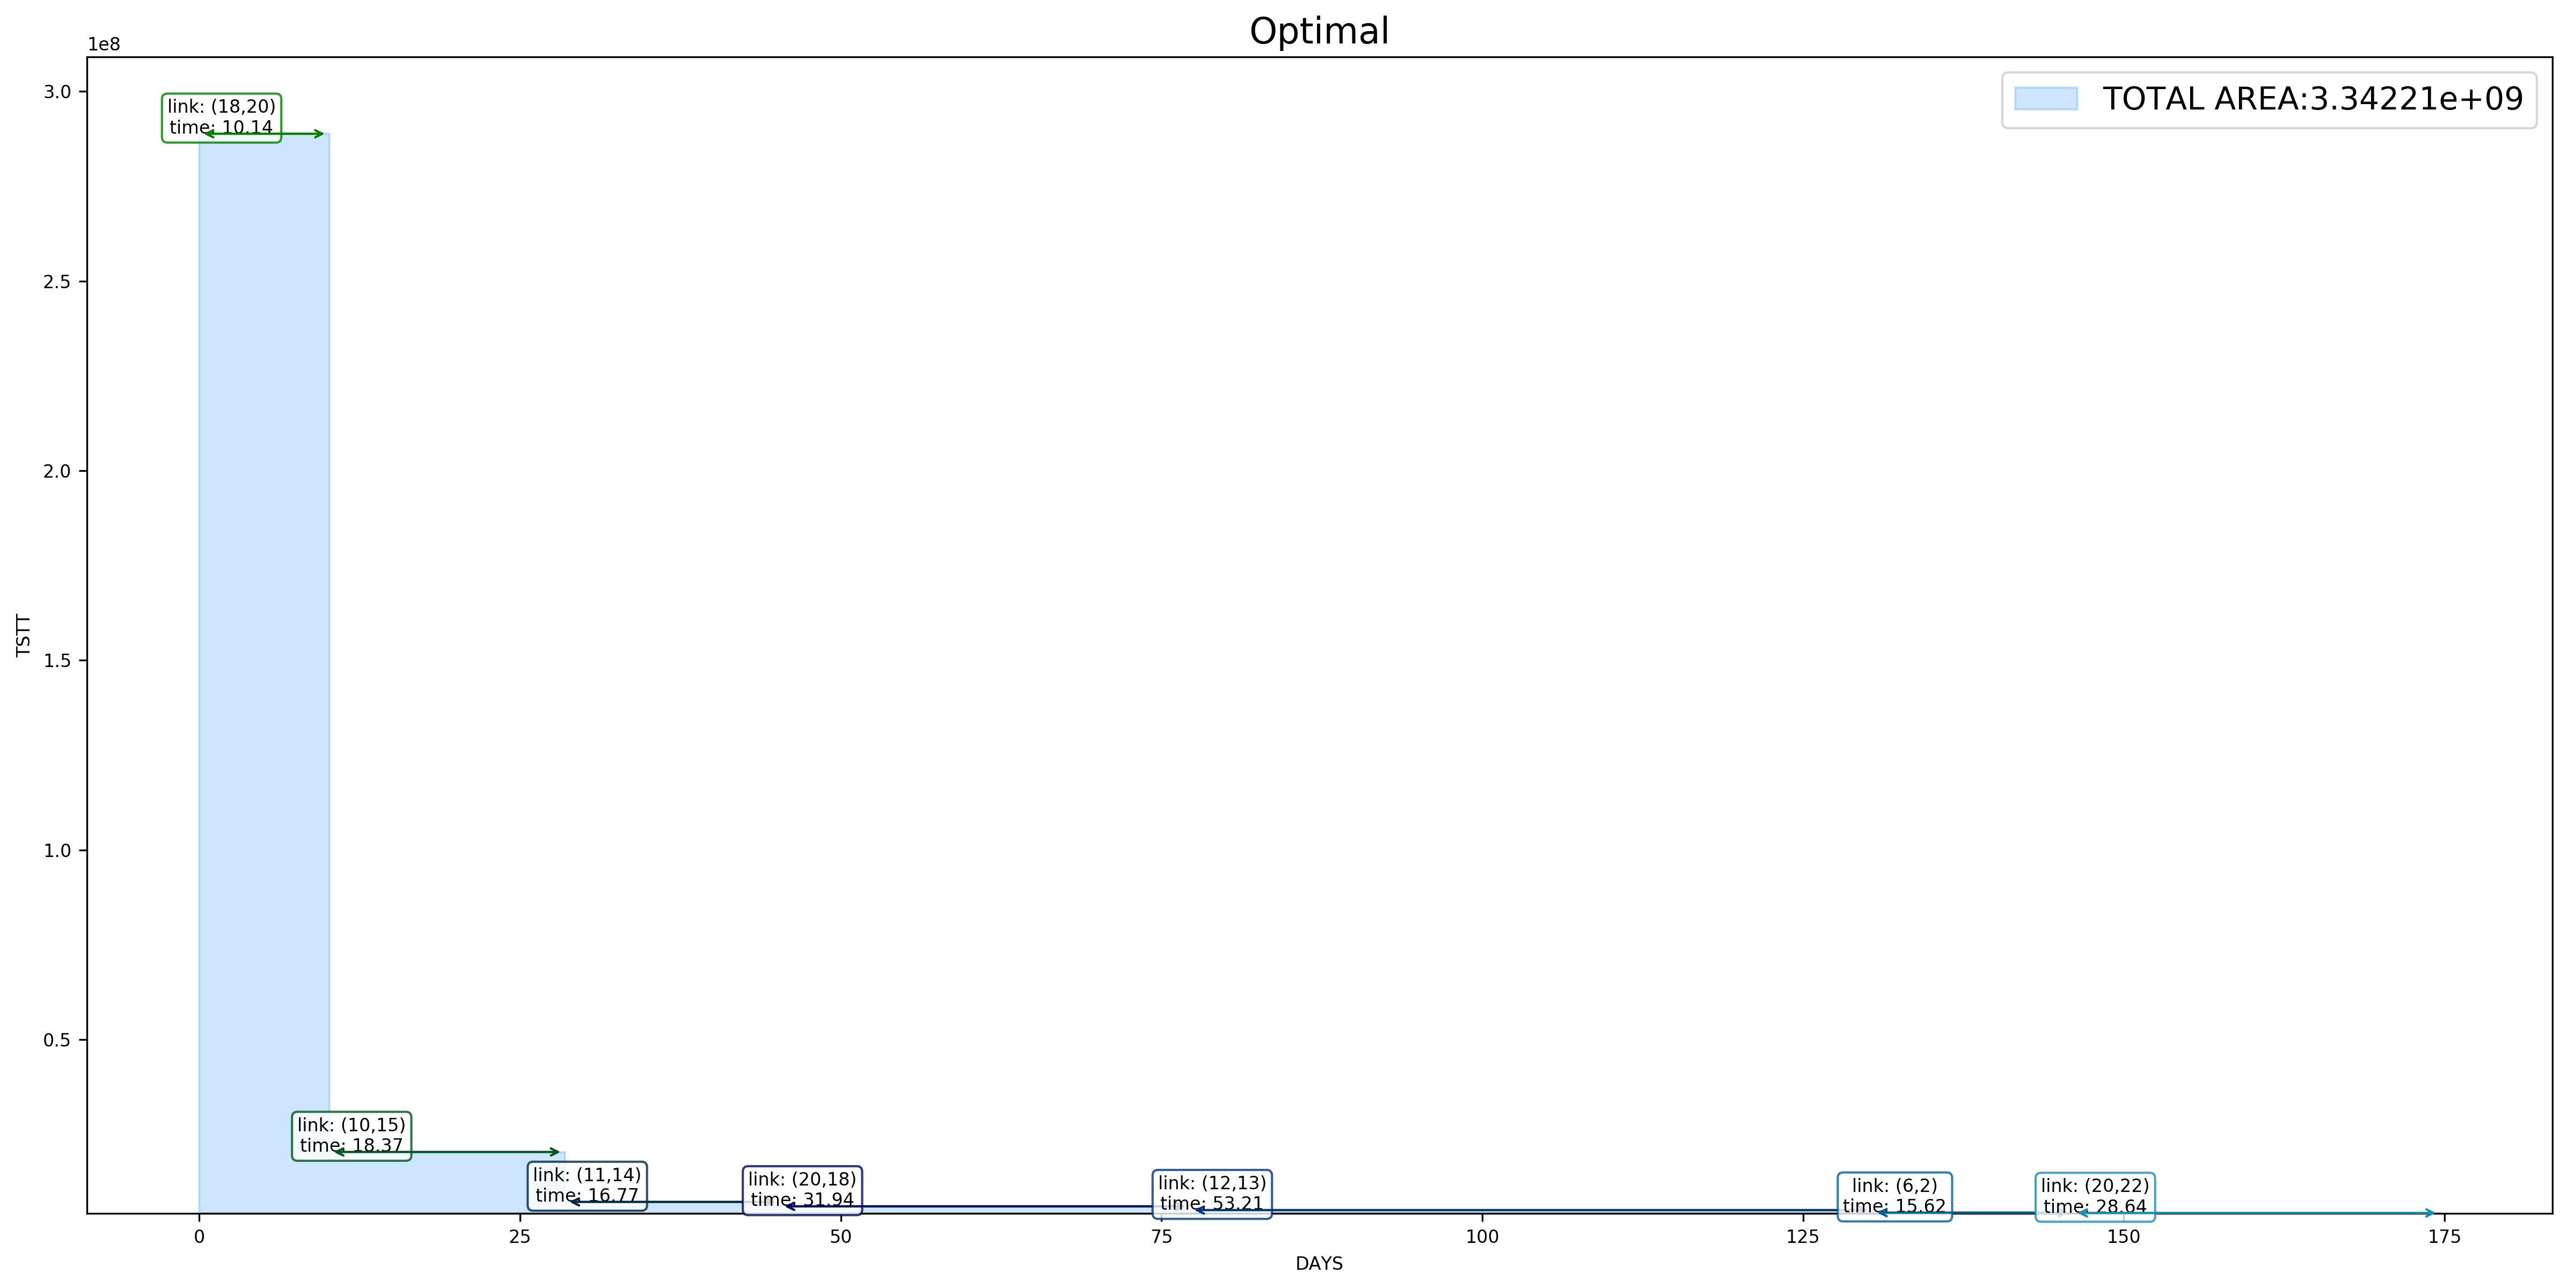 Optimal
1e8
TOTAL AREA:3.34221e+09
3.0
2.5
2.0
1.5
1.0
0.5
TSTT
link: (18,20)
time: 10.14
link: (10,15)
time: 18.37
link: (11,14)
time: 16.77
link: (20,18)
time: 31.94
link: (12,13)
time: 53.21
link: (6,2)
time: 15.62
link: (20,22)
time: 28.64
0 25 50 75 100 125 150 175
DAYS